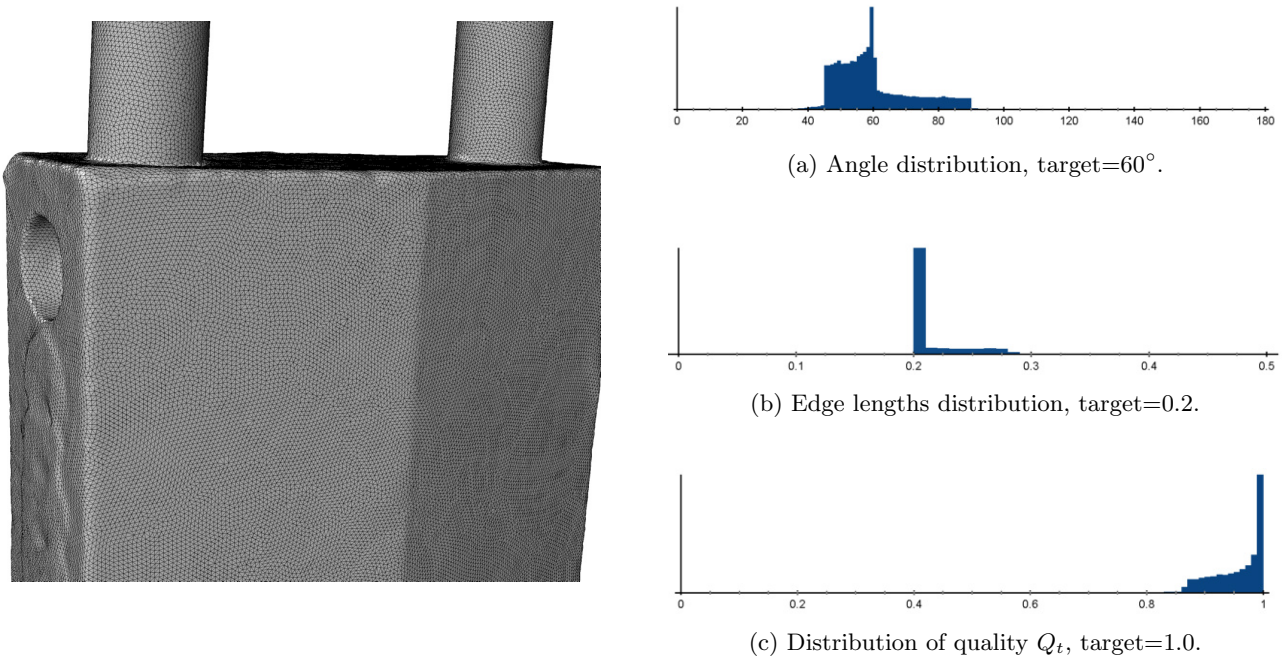 0 20 40 60 80 100 120 140 160 180
(a) Angle distribution, target=60°.
0 0.1 0.2 0.3 0.4 0.5
(b) Edge lengths distribution, target=0.2.
0 0.2 0.4 0.6 0.8 1
(c) Distribution of quality Qt, target=1.0.